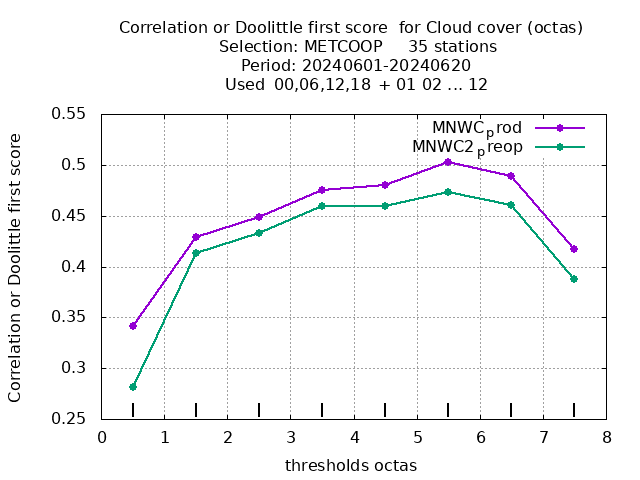 Correlation or Doolittle first score  for Cloud cover (octas)
Selection: METCOOP     35 stations
Period: 20240601-20240620
Used  00,06,12,18 + 01 02 ... 12
MNWC_prod
MNWC2_preop
Correlation or Doolittle first score
0.55
0.5
0.45
0.4
0.35
0.3
0.25
0 1 2 3 4 5 6 7 8
thresholds octas